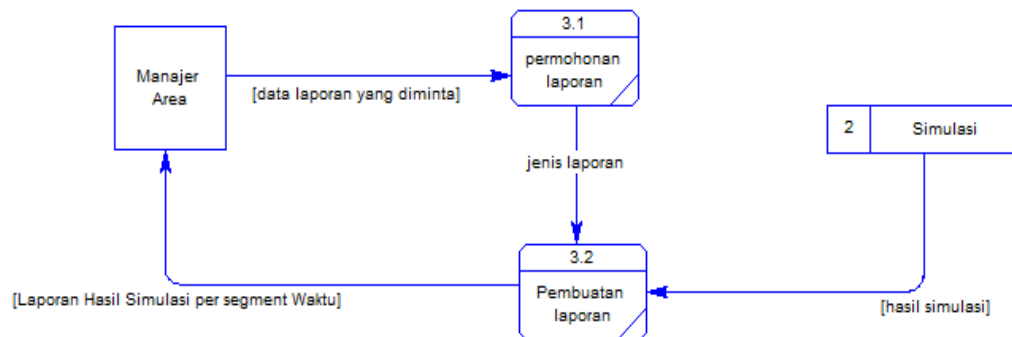 3.1
permohonan
laporan
Manajer
Area
[data laporan yang diminta]
2 Simulasi
jenis laporan
3.2
Pembuatan
laporan
[Laporan Hasil Simulasi per segment Waktu]
[hasil simulasi]